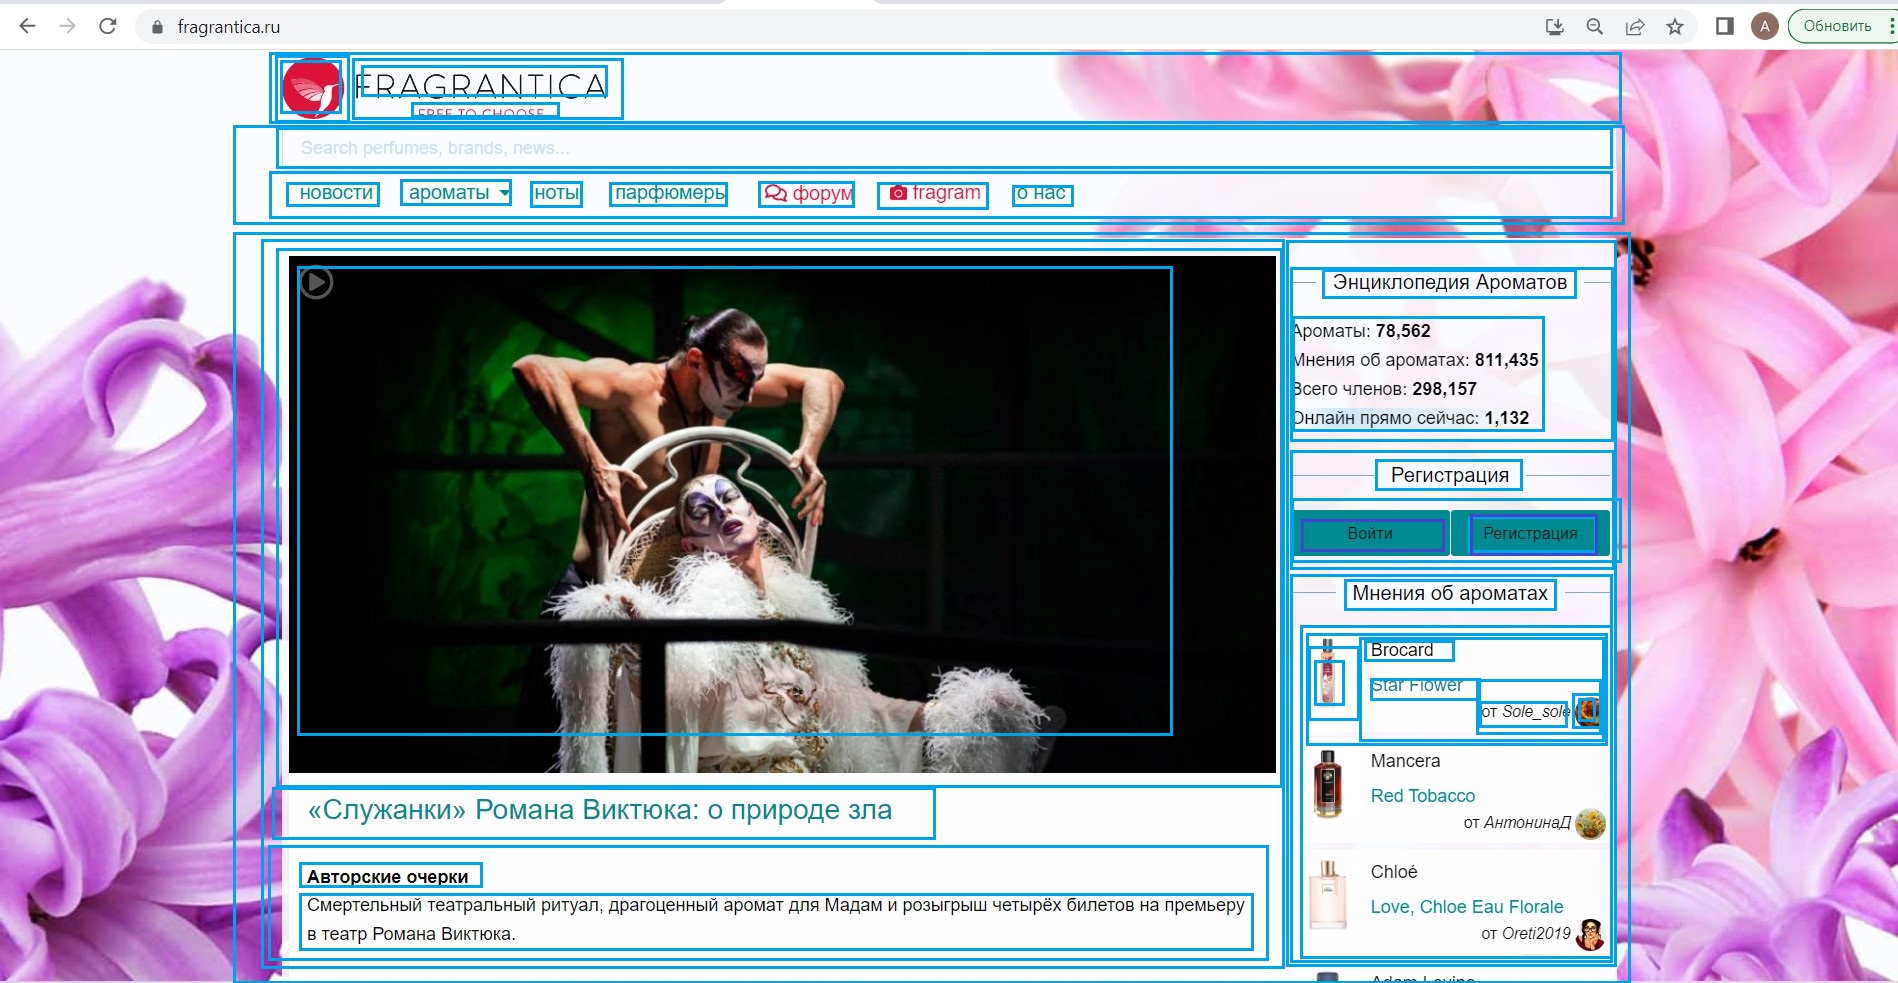 fragrantica.ru
A
Обновить
FRAGRANTICA
FREE TO CHOOSE
Search perfumes, brands, news...
новости ароматы ноты парфюмеры форум fragram о нас
Энциклопедия Ароматов
Ароматы: 78,562
Мнения об ароматах: 811,435
Всего членов: 298,157
Онлайн прямо сейчас: 1,132
Регистрация
Войти
Регистрация
Мнения об ароматах
Brocard
Star Flower
от Sole_sole
Mancera
Red Tobacco
от АнтонинаД
Chloé
Love, Chloe Eau Florale
от Oreti2019
«Служанки» Романа Виктюка: о природе зла
Авторские очерки
Смертельный театральный ритуал, драгоценный аромат для Мадам и розыгрыш четырёх билетов на премьеру
в театр Романа Виктюка.